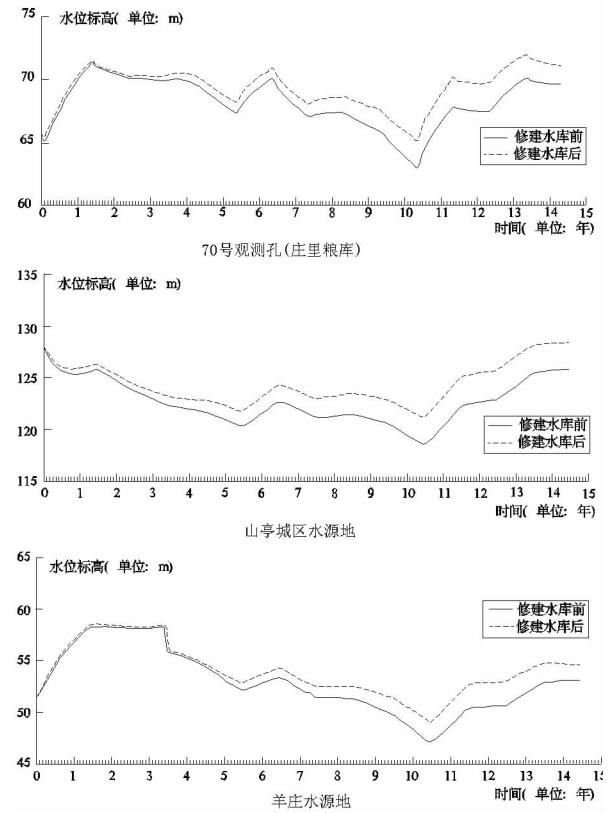 75
水位标高( 单位: m)
70
65
修建水库前
修建水库后
60
0 1 2 3 4 5 6 7 8 9 10 11 12 13 14 15
时间( 单位: 年)
70号观测孔(庄里粮库)
135
水位标高( 单位: m)
130
125
120
修建水库前
修建水库后
115
0 1 2 3 4 5 6 7 8 9 10 11 12 13 14 15
时间( 单位: 年)
山亭城区水源地
65
水位标高( 单位: m)
60
修建水库前
修建水库后
55
50
45
0 1 2 3 4 5 6 7 8 9 10 11 12 13 14 15
时间( 单位: 年)
羊庄水源地